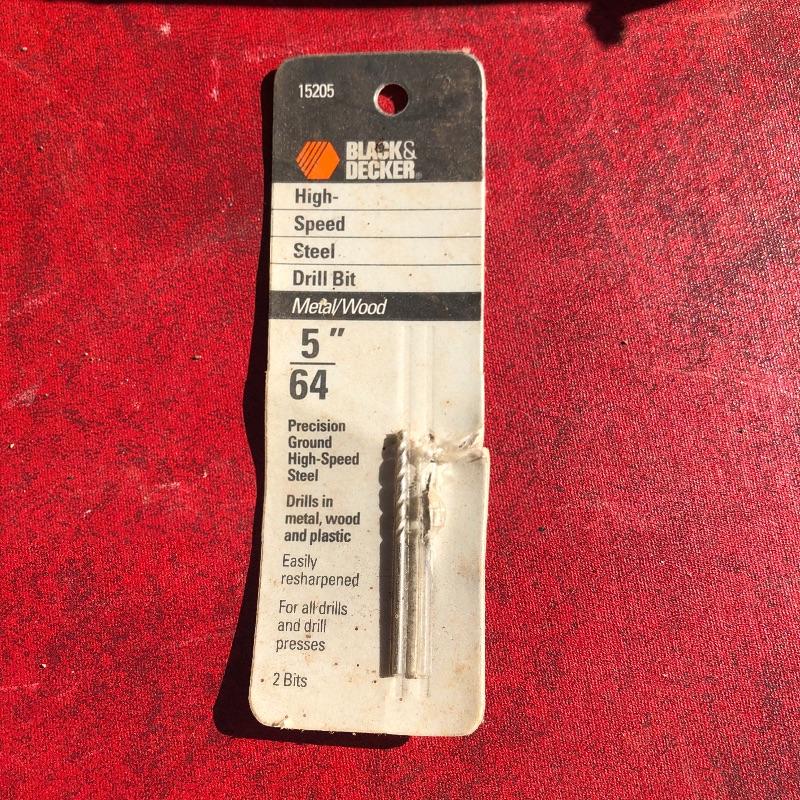 15205
BLACK&
DECKER®
High-
Speed
Steel
Drill Bit
Metal/Wood
5"
64
Precision
Ground
High-Speed
Steel
Drills in
metal, wood
and plastic
Easily
resharpened
For all drills
and drill
presses
2 Bits